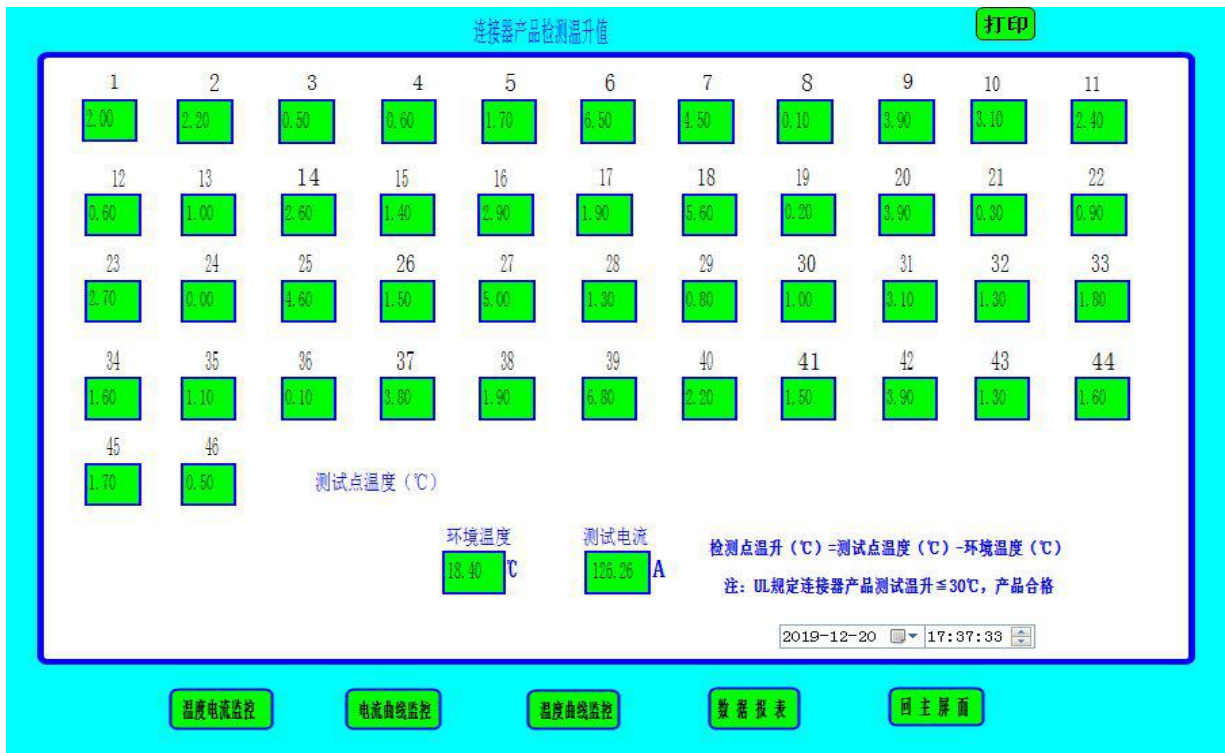 连接器产品检测温升值 打印
1 2 3 4 5 6 7 8 9 10 11
2.00 2.20 0.50 0.60 1.70 6.50 4.50 0.10 3.90 3.10 2.40
12 13 14 15 16 17 18 19 20 21 22
0.60 1.00 2.60 1.40 2.90 1.90 5.60 0.20 3.90 0.30 0.90
23 24 25 26 27 28 29 30 31 32 33
2.70 0.00 4.60 1.50 5.00 1.30 0.80 1.00 3.10 1.30 1.80
34 35 36 37 38 39 40 41 42 43 44
1.60 1.10 0.10 3.80 1.90 6.80 2.20 1.50 3.90 1.30 1.60
45 46
1.70 0.50 测试点温度（℃）
环境温度 测试电流
18.40 ℃ 126.26 A
检测点温升（℃）=测试点温度（℃）-环境温度（℃）
注：UL规定连接器产品测试温升≦30℃，产品合格
2019-12-20 17:37:33
温度电流监控 电流曲线监控 温度曲线监控 数据报表 回主屏面